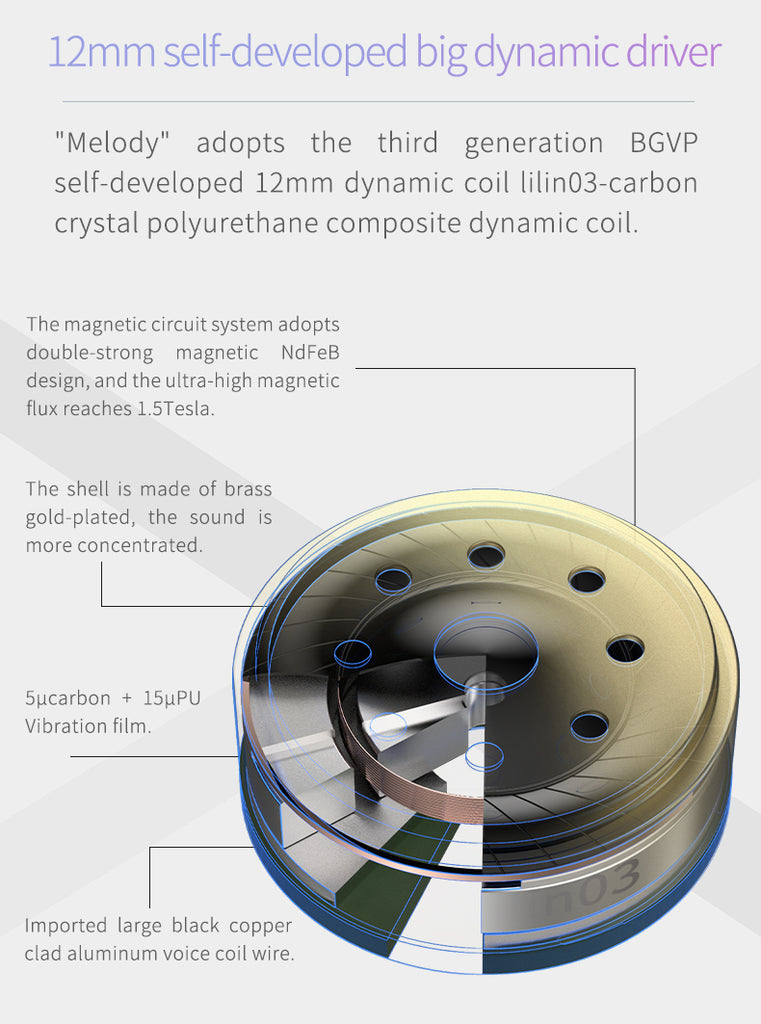 12mm self-developed big dynamic driver
"Melody" adopts the third generation BGVP
self-developed 12mm dynamic coil lilin03-carbon
crystal polyurethane composite dynamic coil.
The magnetic circuit system adopts
double-strong magnetic NdFeB
design, and the ultra-high magnetic
flux reaches 1.5Tesla.
The shell is made of brass
gold-plated, the sound is
more concentrated.
5μcarbon + 15μPU
Vibration film.
in03
Imported large black copper
clad aluminum voice coil wire.